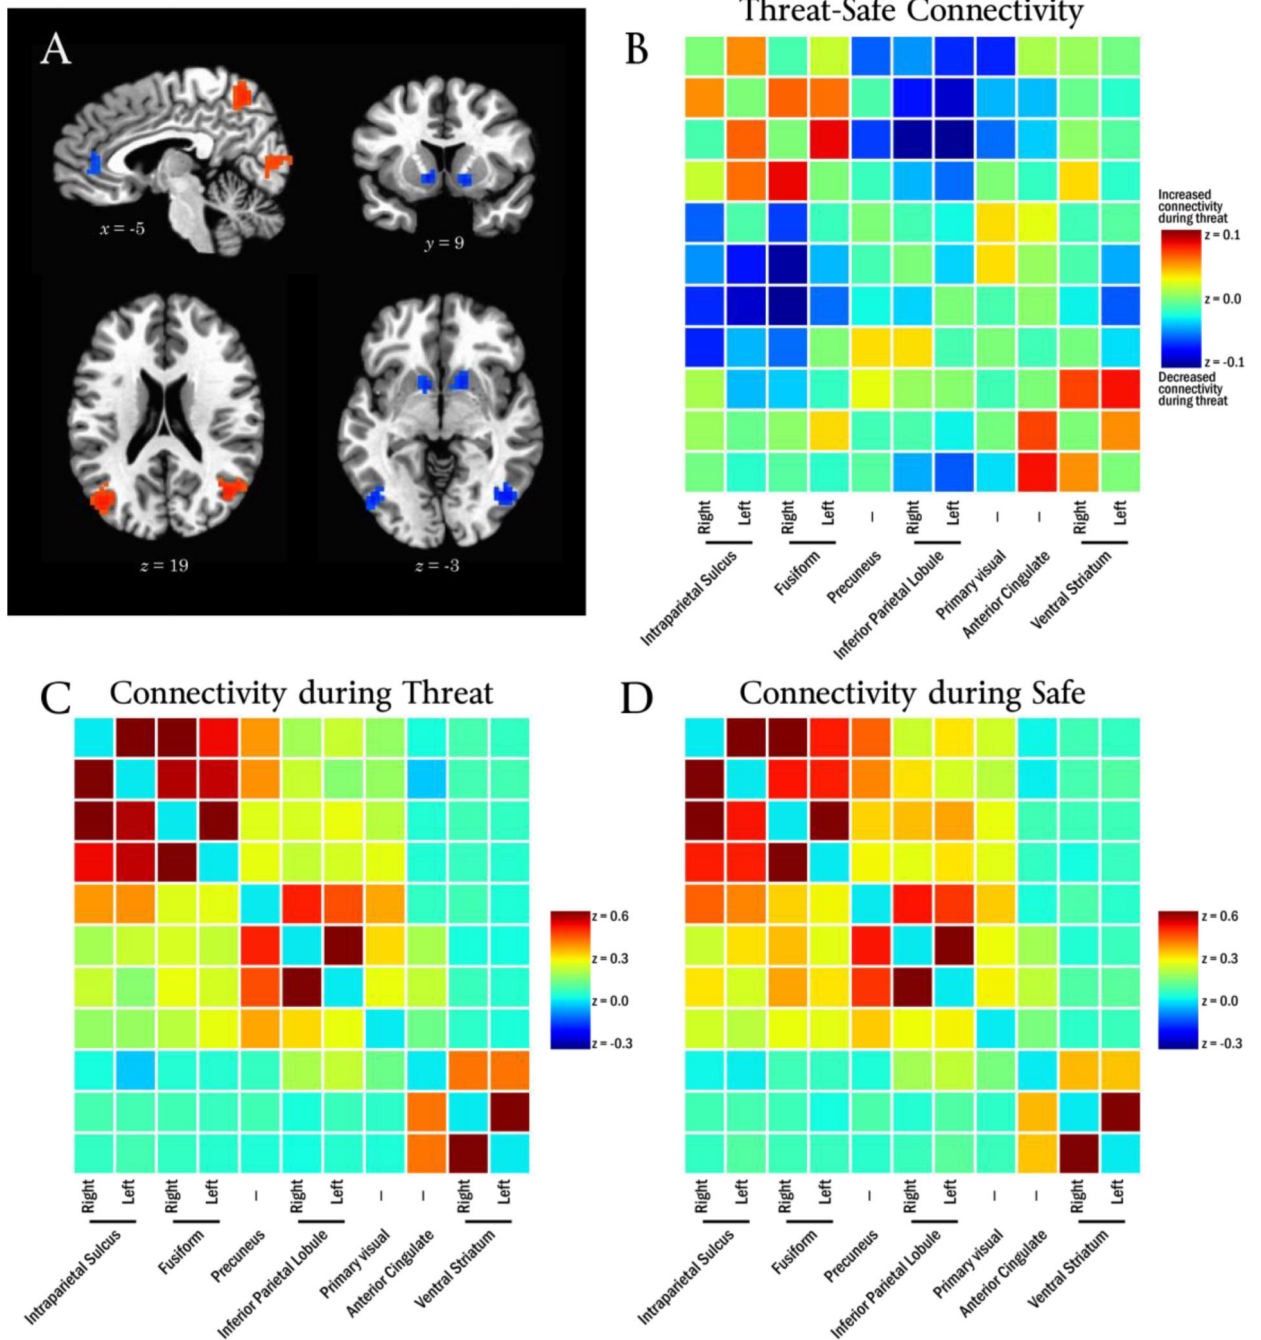 A
x = -5
y = 9
z = 19
z = -3
B
Threat-Safe Connectivity
Increased
connectivity
during threat
z = 0.1
z = 0.0
z = -0.1
Decreased
connectivity
during threat
Right
Left
Right
Left
–
Right
Left
–
–
Right
Left
Intraparietal Sulcus
Fusiform
Precuneus
Inferior Parietal Lobule
Primary visual
Anterior Cingulate
Ventral Striatum
C
Connectivity during Threat
z = 0.6
z = 0.3
z = 0.0
z = -0.3
Right
Left
Right
Left
–
Right
Left
–
–
Right
Left
Intraparietal Sulcus
Fusiform
Precuneus
Inferior Parietal Lobule
Primary visual
Anterior Cingulate
Ventral Striatum
D
Connectivity during Safe
z = 0.6
z = 0.3
z = 0.0
z = -0.3
Right
Left
Right
Left
–
Right
Left
–
–
Right
Left
Intraparietal Sulcus
Fusiform
Precuneus
Inferior Parietal Lobule
Primary visual
Anterior Cingulate
Ventral Striatum